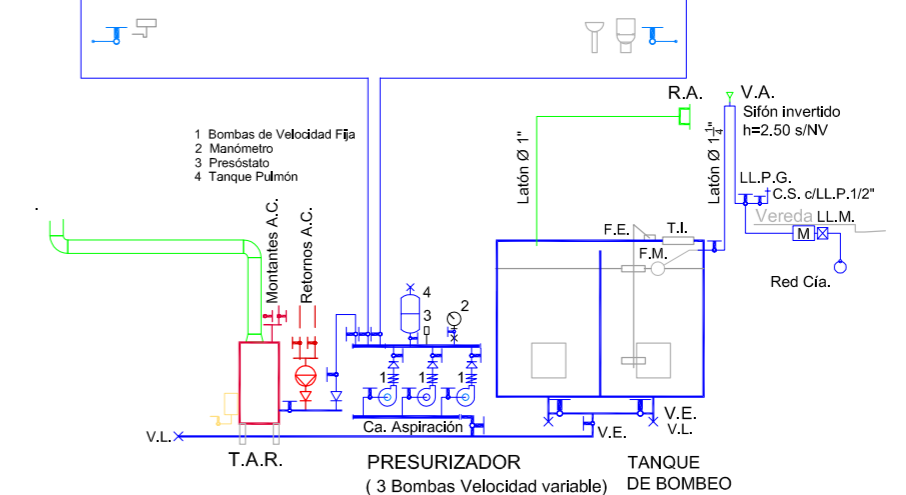 R.A.
V.A.
Sifón invertido
h=2.50 s/NV
1 Bombas de Velocidad Fija
2 Manómetro
3 Presóstato
4 Tanque Pulmón
Latón Ø 1"
Latón Ø 1 1/4"
LL.P.G.
C.S. c/LL.P.1/2"
Vereda LL.M.
M
Red Cía.
Montantes A.C.
Retornos A.C.
F.E.
T.I.
F.M.
4
3
2
1
1
1
Ca. Aspiración
V.L.
V.E.
V.E.
V.L.
T.A.R.
PRESURIZADOR
( 3 Bombas Velocidad variable)
TANQUE
DE BOMBEO